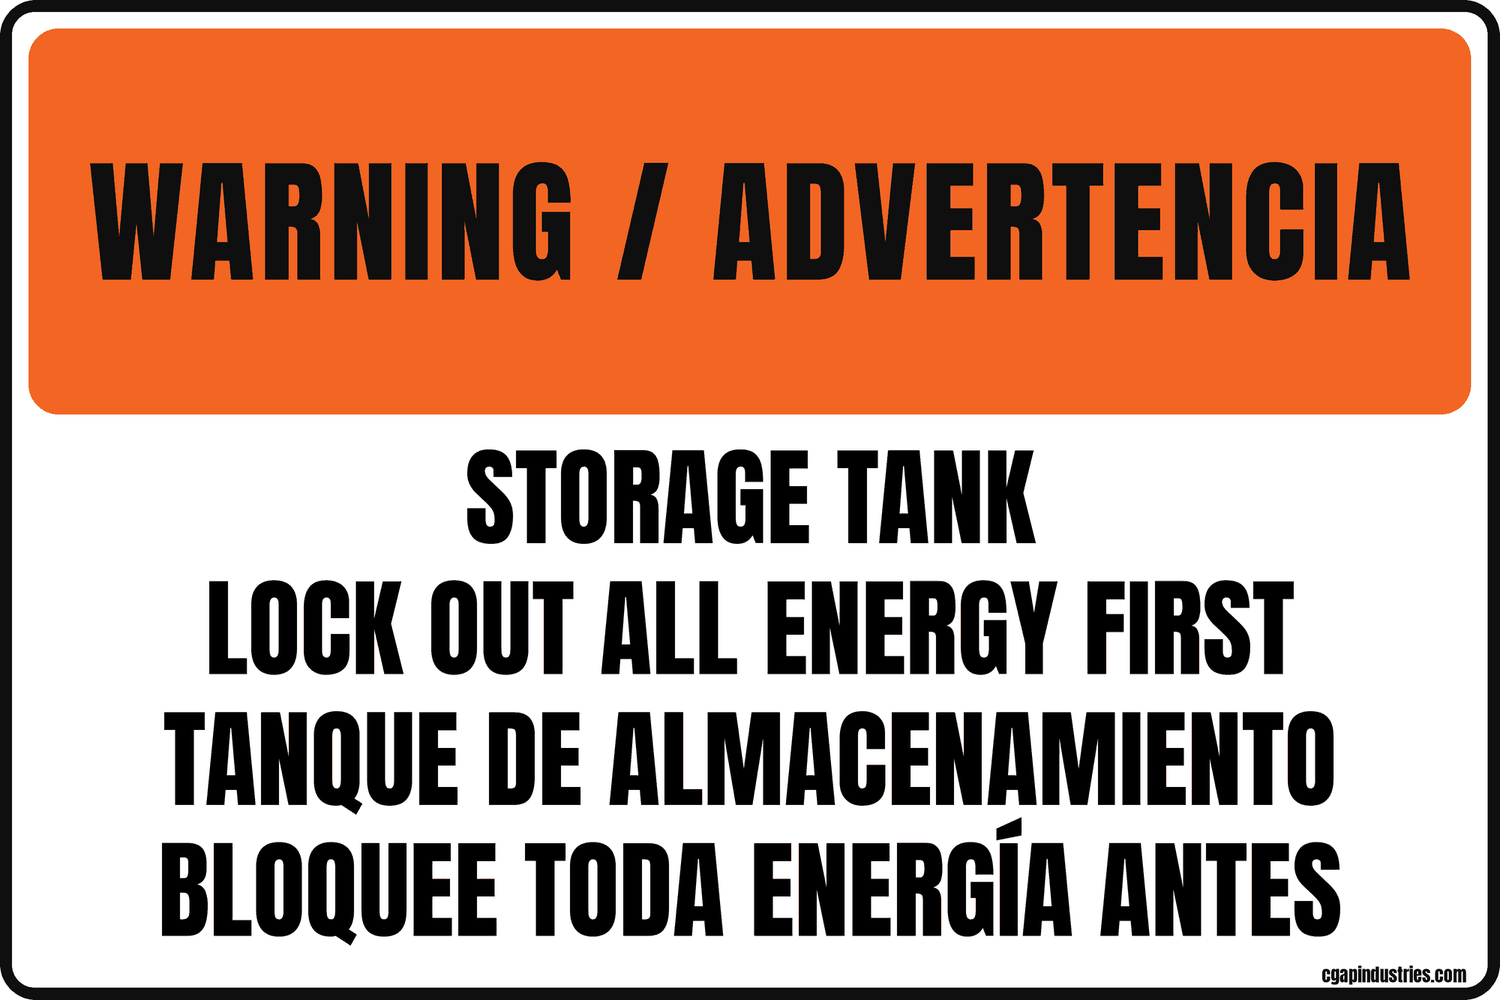 WARNING / ADVERTENCIA
STORAGE TANK
LOCK OUT ALL ENERGY FIRST
TANQUE DE ALMACENAMIENTO
BLOQUEE TODA ENERGÍA ANTES
cgapindustries.com